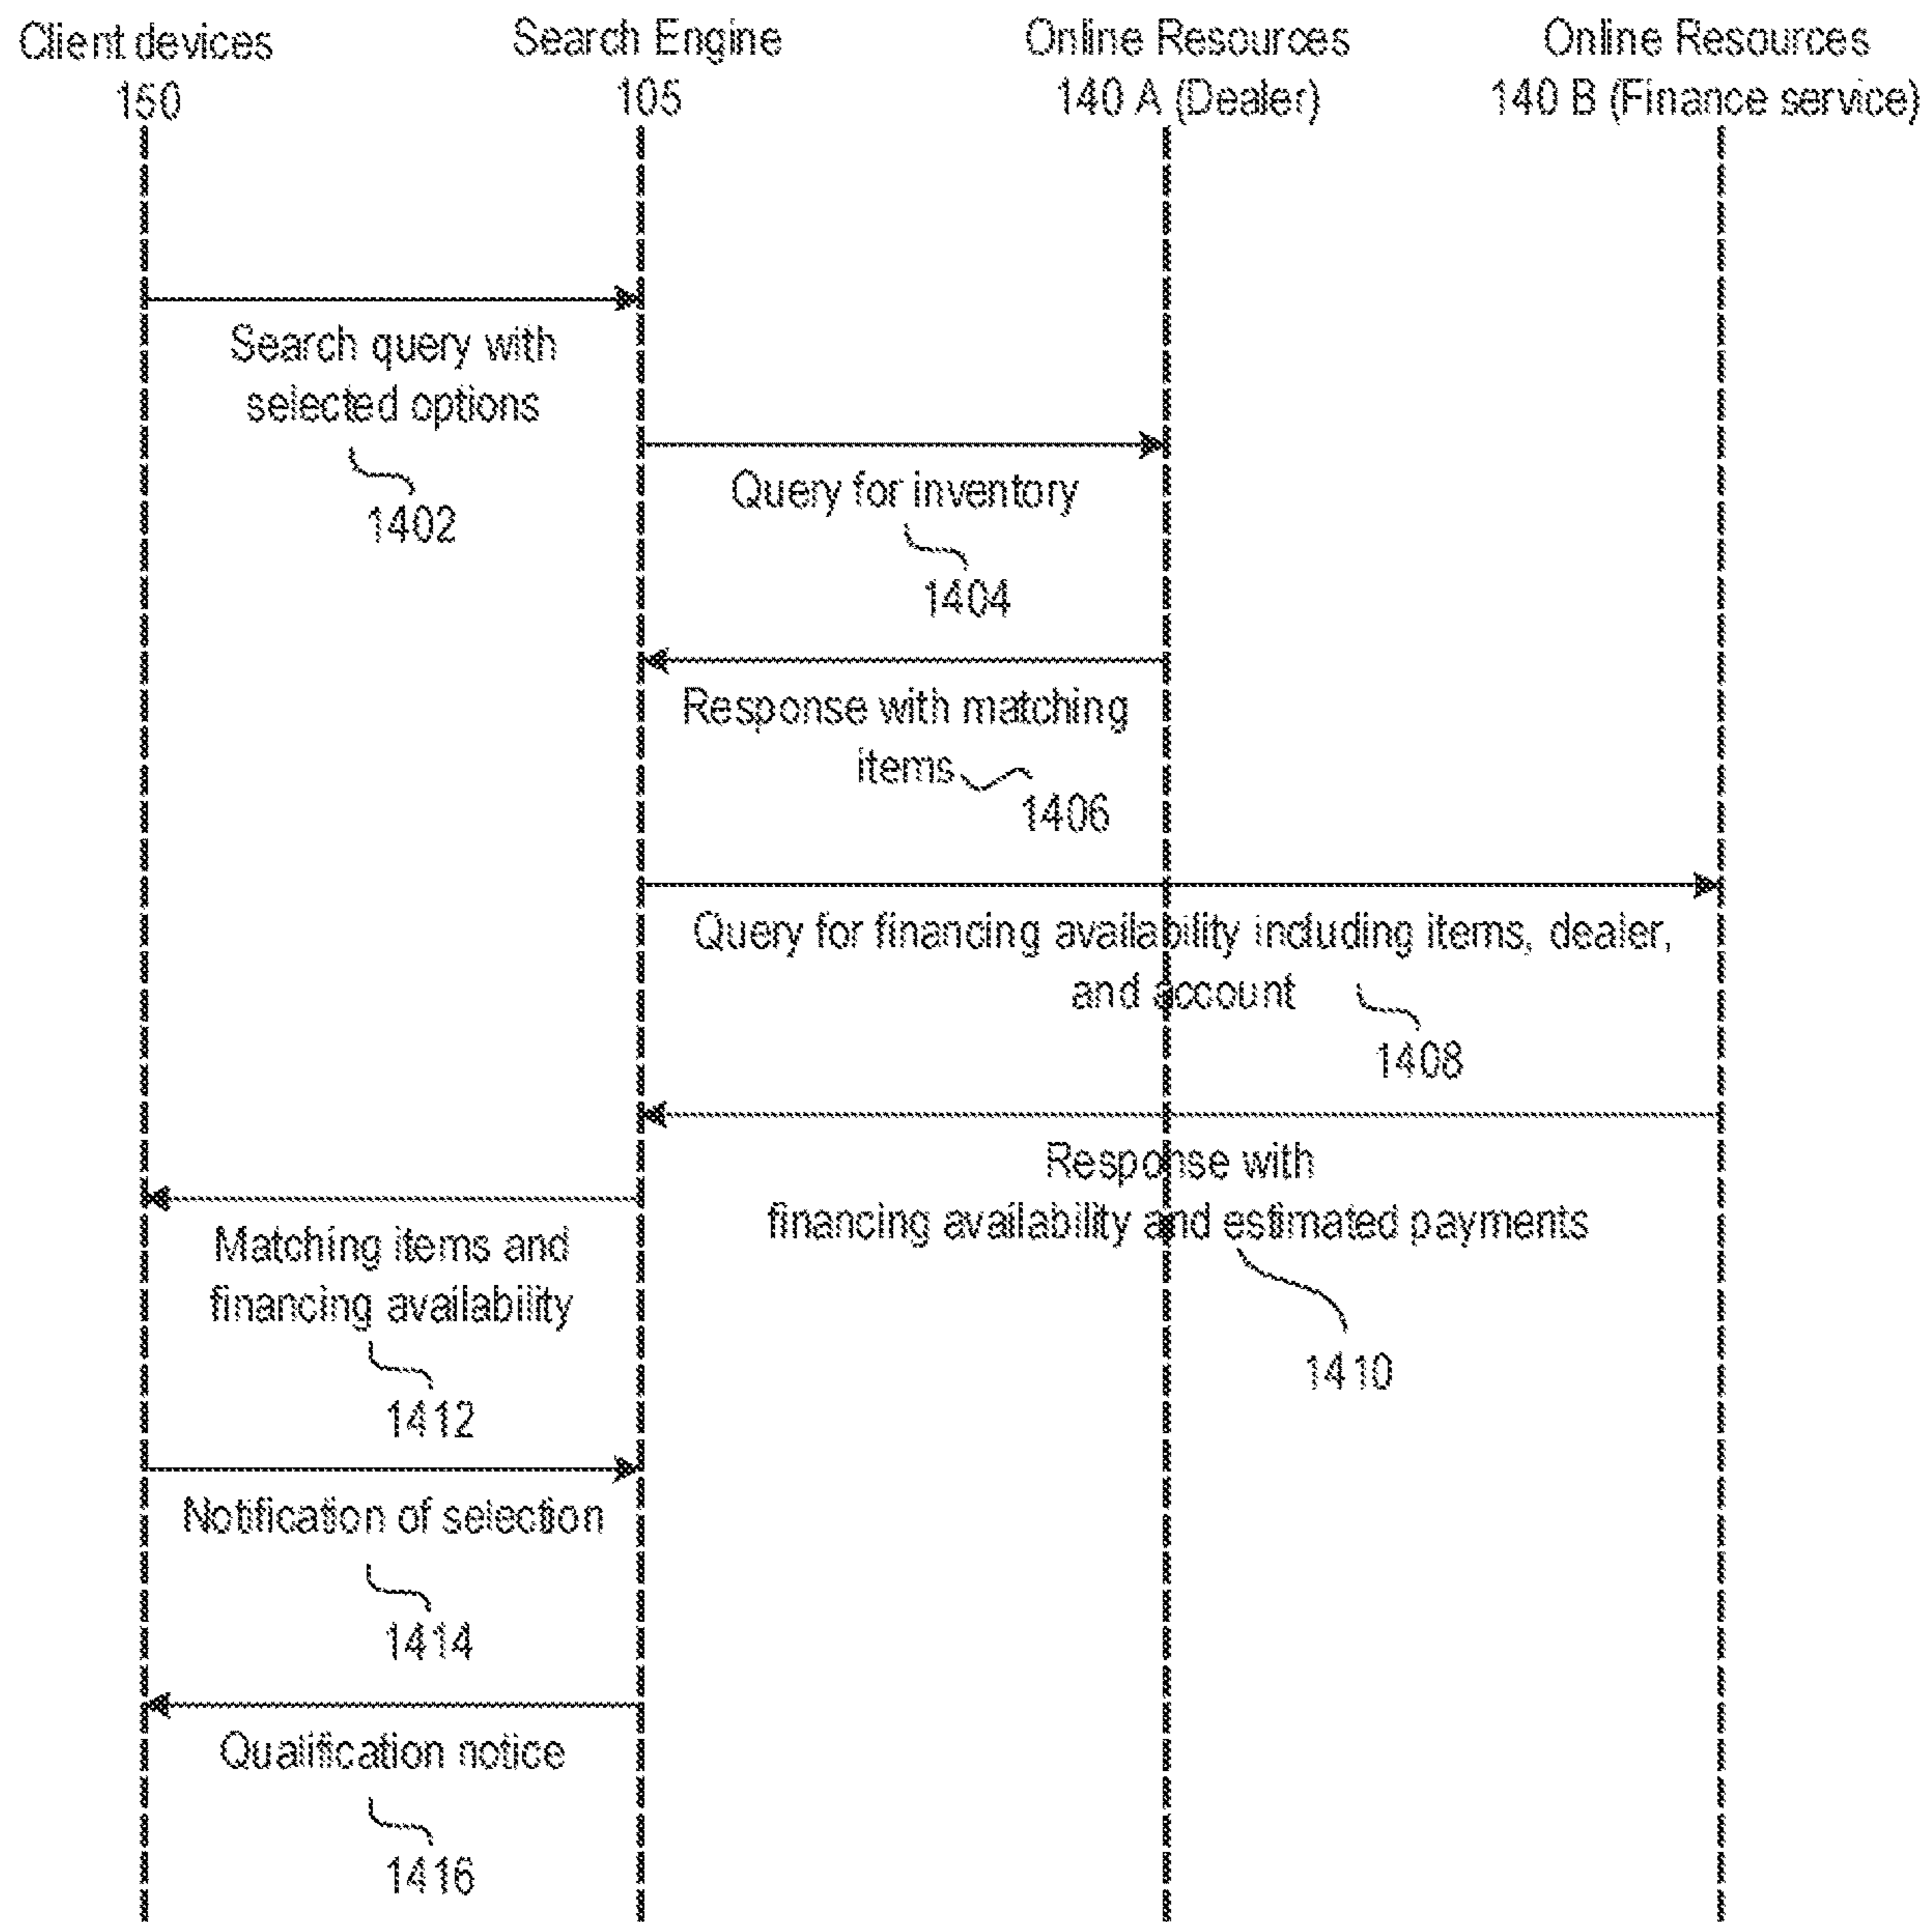 Client devices
150
Search Engine
105
Online Resources
140 A (Dealer)
Online Resources
140 B (Finance service)
Search query with
selected options
1402
Query for inventory
1404
Response with matching
items
1406
Query for financing availability including items, dealer,
and account
1408
Response with
financing availability and estimated payments
1410
Matching items and
financing availability
1412
Notification of selection
1414
Qualification notice
1416